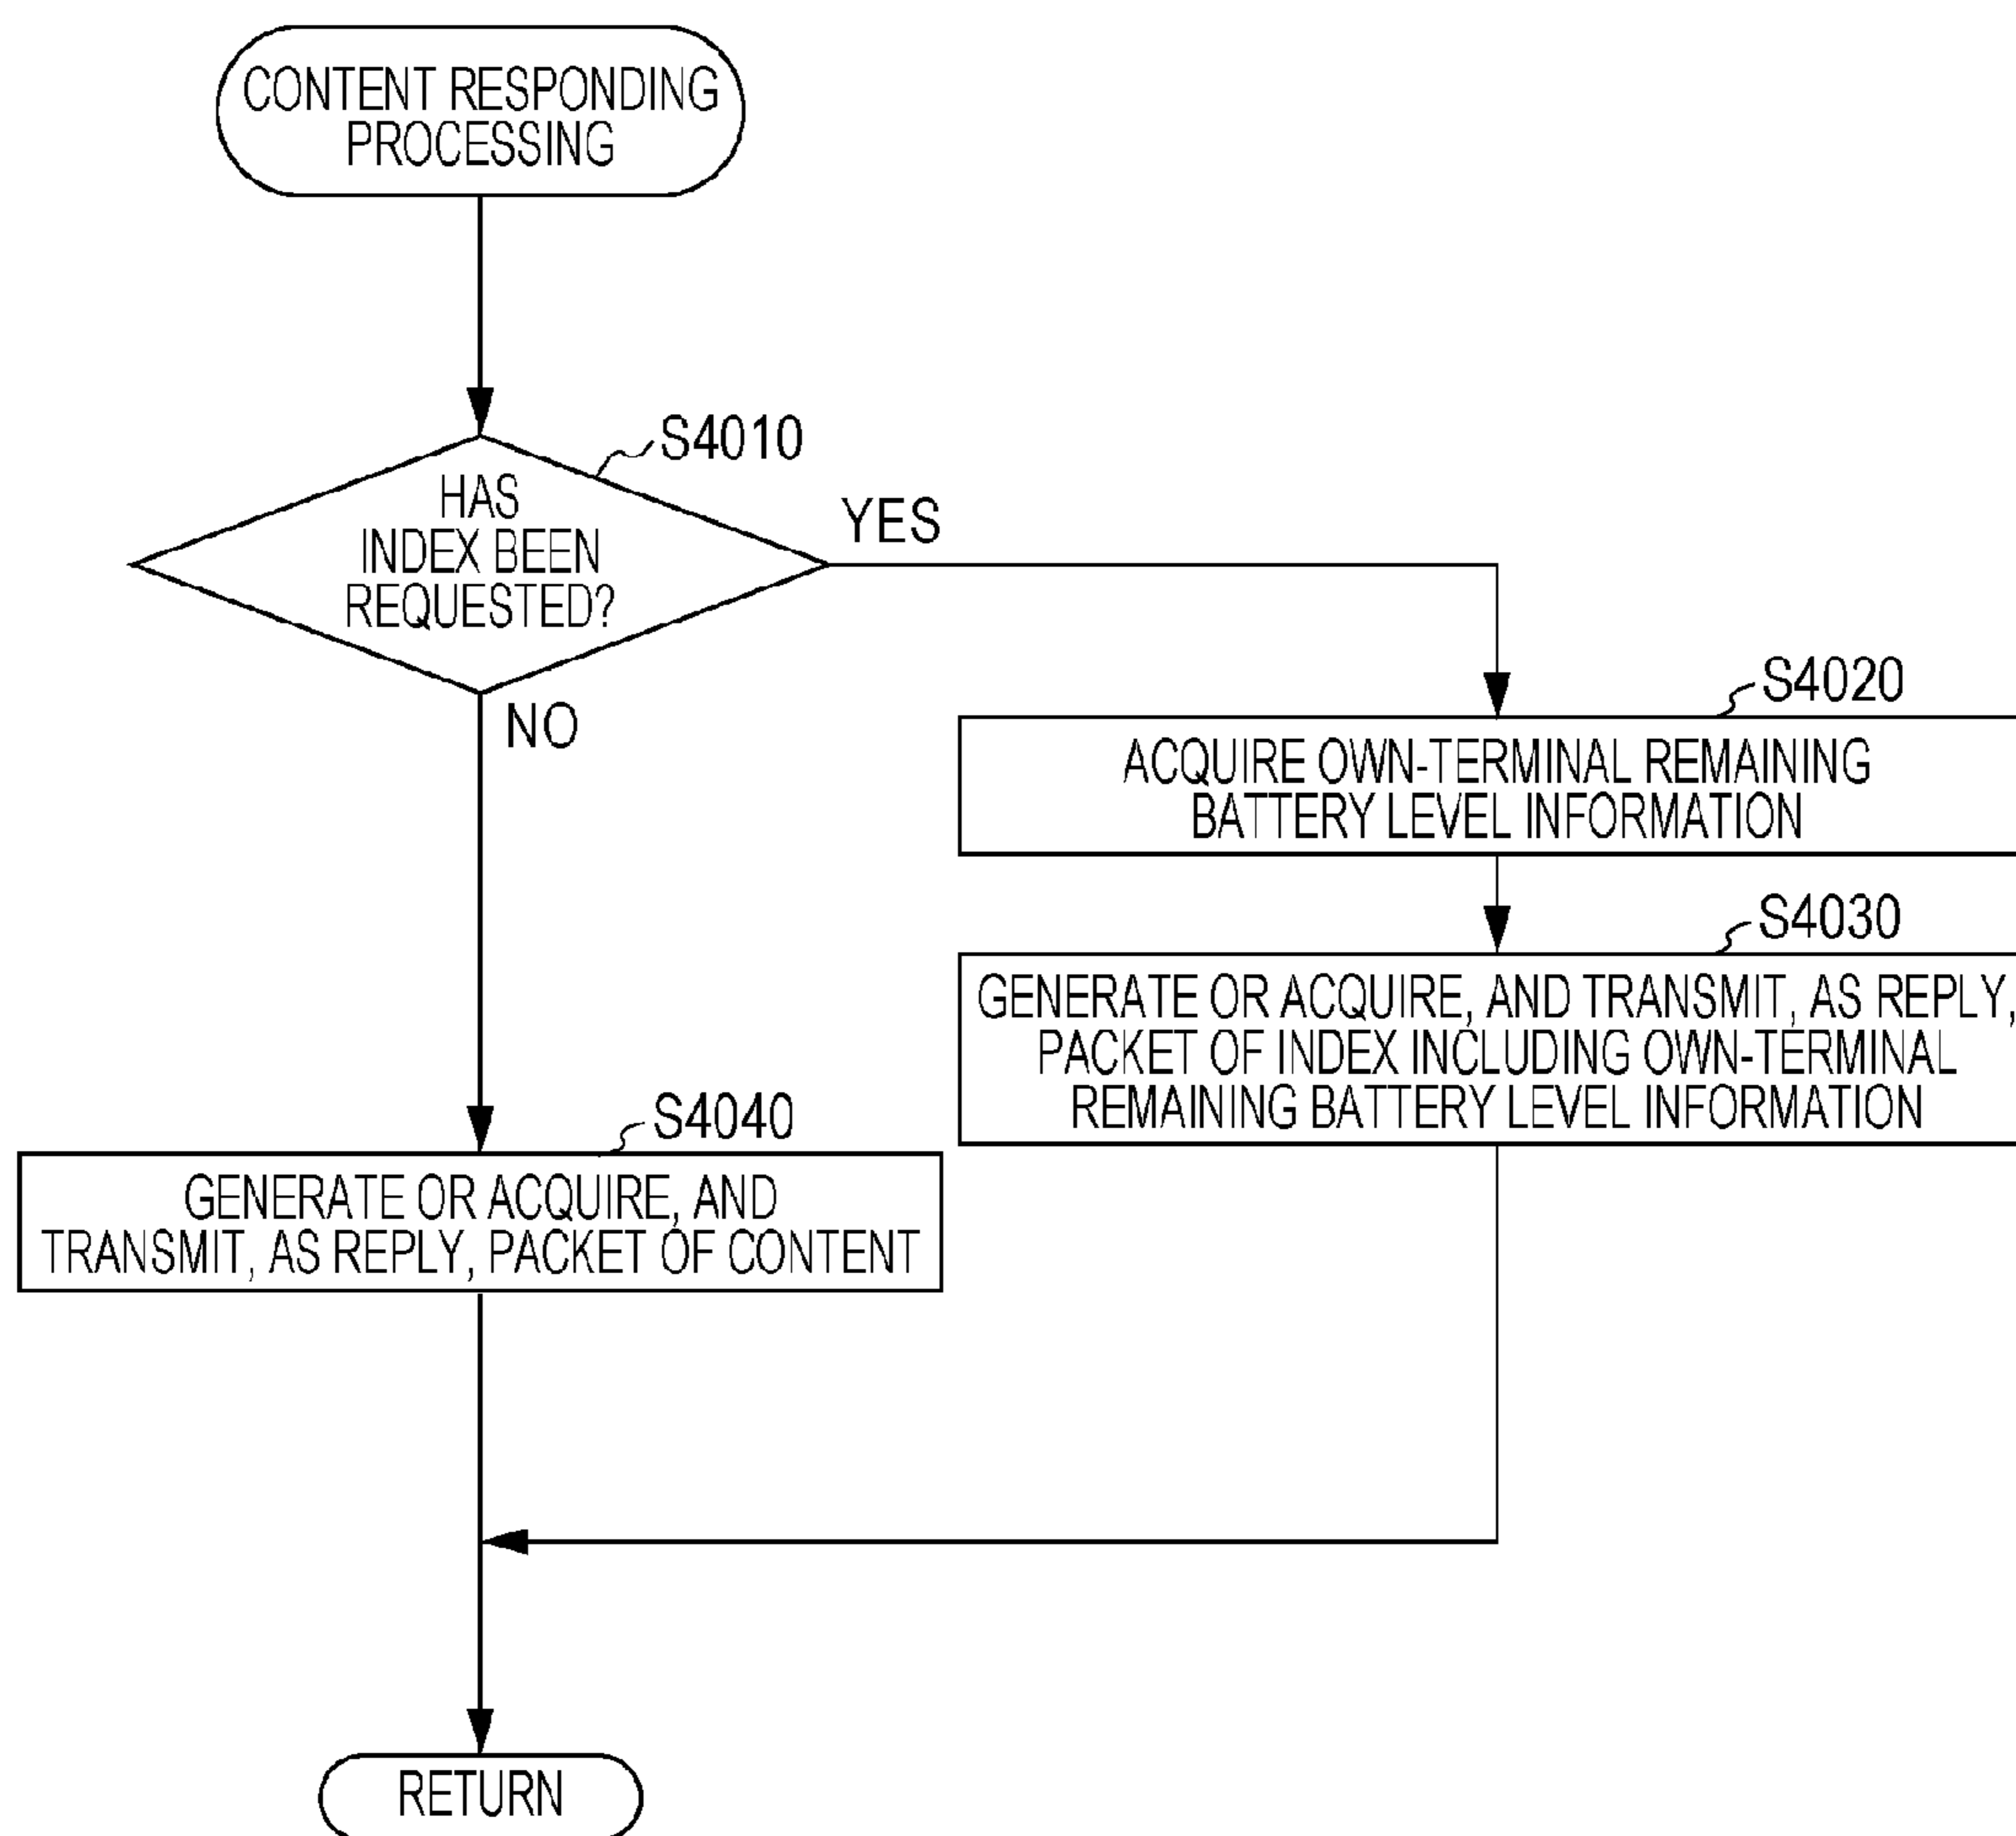 CONTENT RESPONDING
PROCESSING
S4010
HAS
INDEX BEEN
REQUESTED?
YES
NO
S4020
ACQUIRE OWN-TERMINAL REMAINING
BATTERY LEVEL INFORMATION
S4030
GENERATE OR ACQUIRE, AND TRANSMIT, AS REPLY,
PACKET OF INDEX INCLUDING OWN-TERMINAL
REMAINING BATTERY LEVEL INFORMATION
S4040
GENERATE OR ACQUIRE, AND
TRANSMIT, AS REPLY, PACKET OF CONTENT
RETURN